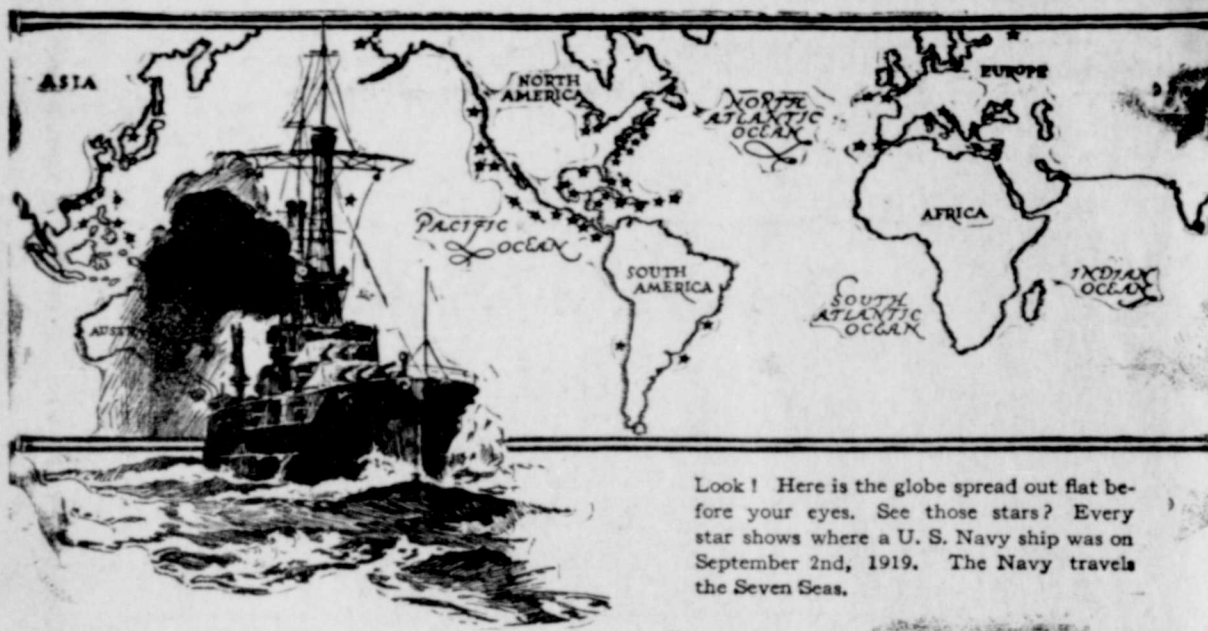 ASIA
NORTH
AMERICA
NORTH
ATLANTIC
OCEAN
EUROPE
PACIFIC
OCEAN
AFRICA
SOUTH
AMERICA
SOUTH
ATLANTIC
OCEAN
INDIAN
OCEAN
AUST
Look! Here is the globe spread out flat be-
fore your eyes. See those stars? Every
star shows where a U. S. Navy ship was on
September 2nd, 1919. The Navy travels
the Seven Seas.